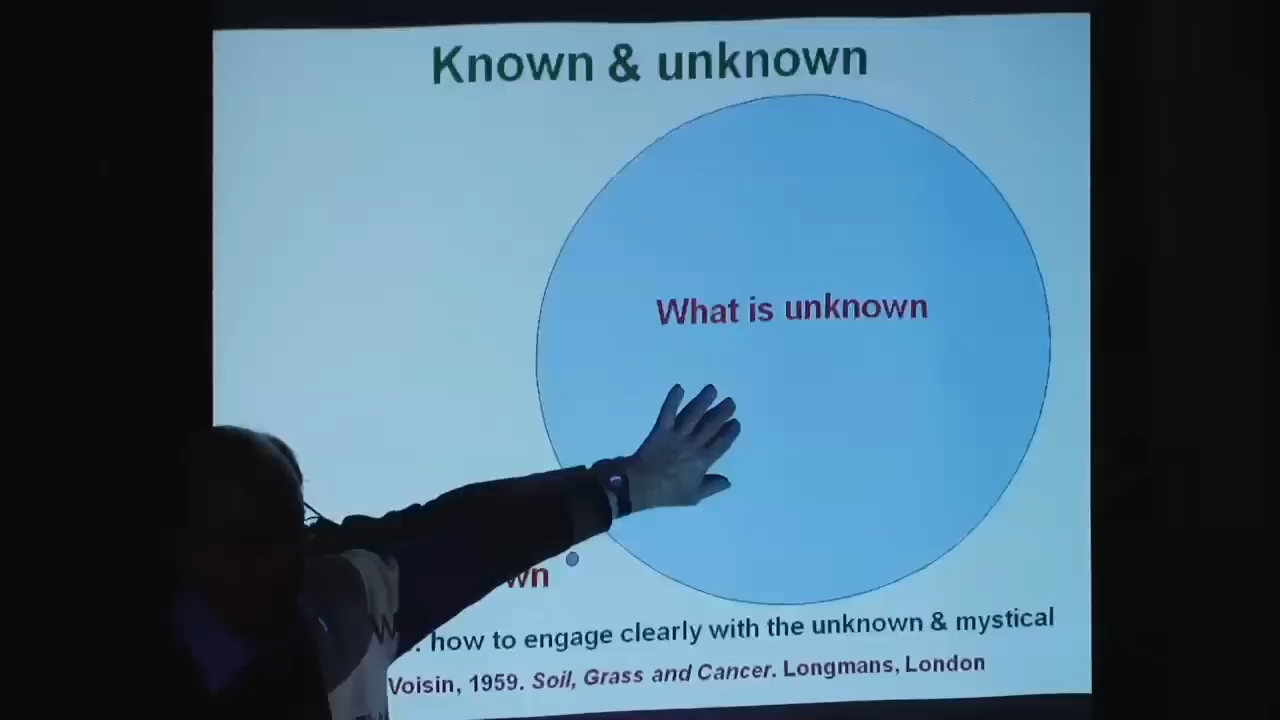 Known & unknown
What is unknown
wn
how to engage clearly with the unknown & mystical
Voisin, 1959. Soil, Grass and Cancer. Longmans, London